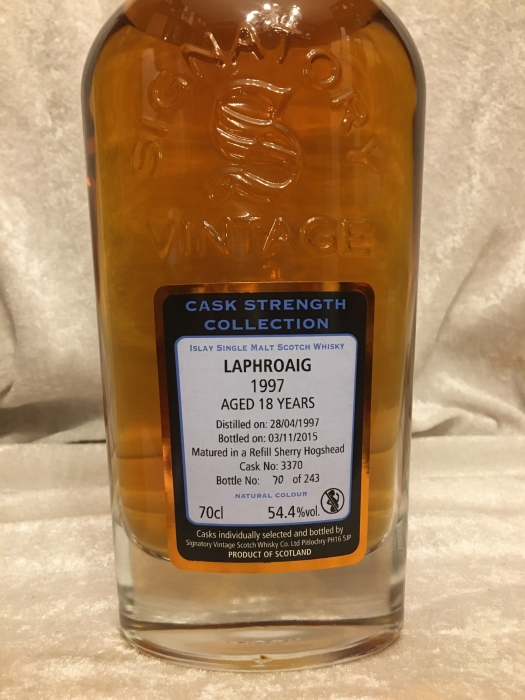 SIGNATORY
VINTAGE
CASK STRENGTH
COLLECTION
ISLAY SINGLE MALT SCOTCH WHISKY
LAPHROAIG
1997
AGED 18 YEARS
Distilled on: 28/04/1997
Bottled on: 03/11/2015
Matured in a Refill Sherry Hogshead
Cask No: 3370
Bottle No: 70 of 243
NATURAL COLOUR
70cl 54.4%vol.
Casks individually selected and bottled by
Signatory Vintage Scotch Whisky Co. Ltd Pitlochry PH16 5JP
PRODUCT OF SCOTLAND